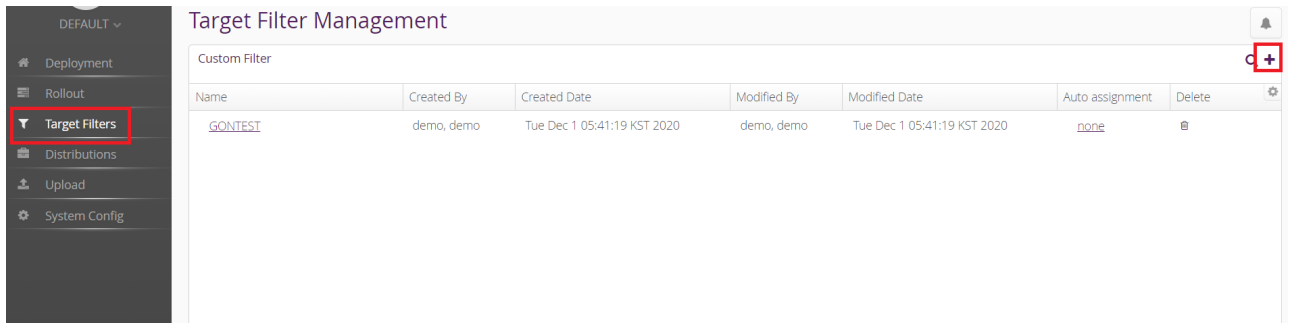 DEFAULT
Target Filter Management
Deployment
Rollout
Target Filters
Distributions
Upload
System Config
Custom Filter
Name Created By Created Date Modified By Modified Date Auto assignment Delete
GONTEST demo, demo Tue Dec 1 05:41:19 KST 2020 demo, demo Tue Dec 1 05:41:19 KST 2020 none